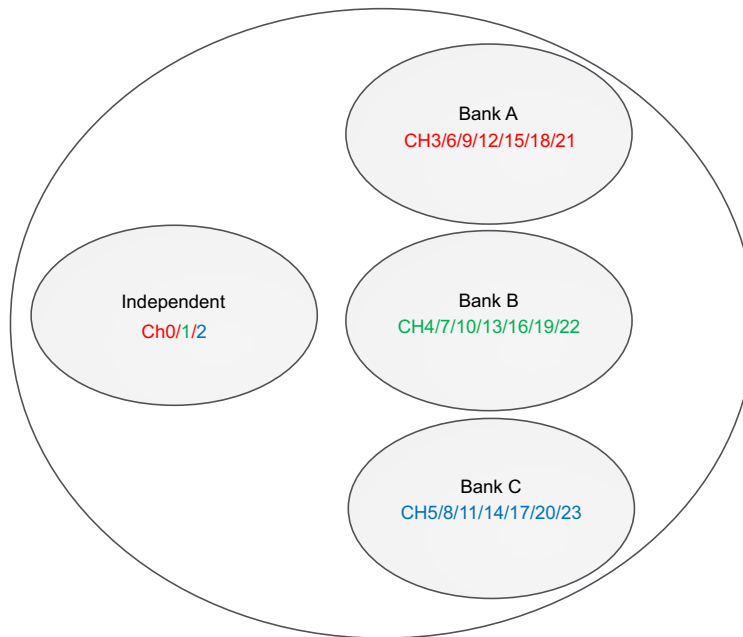 Bank A
CH3/6/9/12/15/18/21
Independent
Ch0/1/2
Bank B
CH4/7/10/13/16/19/22
Bank C
CH5/8/11/14/17/20/23